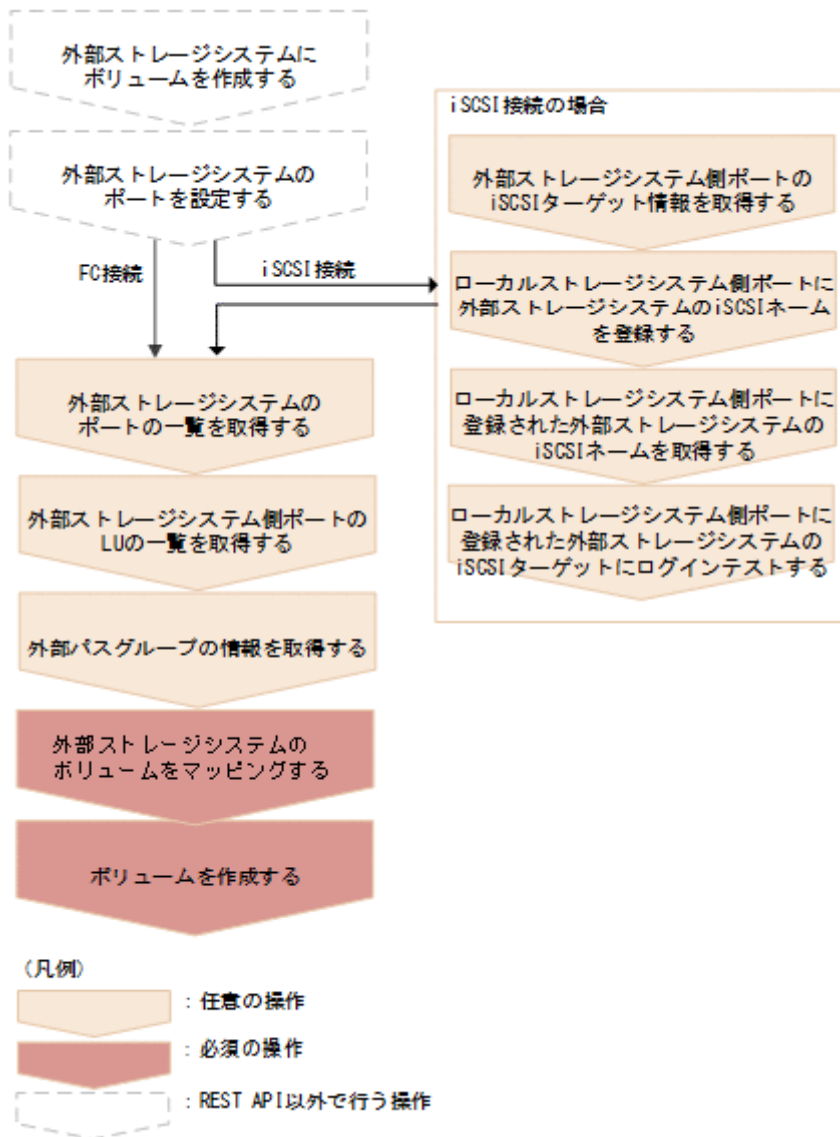 外部ストレージシステムに
ボリュームを作成する
外部ストレージシステムの
ポートを設定する
FC接続
iSCSI接続
iSCSI接続の場合
外部ストレージシステム側ポートの
iSCSIターゲット情報を取得する
ローカルストレージシステム側ポートに
外部ストレージシステムのiSCSIネーム
を登録する
ローカルストレージシステム側ポートに
登録された外部ストレージシステムの
iSCSIネームを取得する
ローカルストレージシステム側ポートに
登録された外部ストレージシステムの
iSCSIターゲットにログインテストする
外部ストレージシステムの
ポートの一覧を取得する
外部ストレージシステム側ポートの
LUの一覧を取得する
外部パスグループの情報を取得する
外部ストレージシステムの
ボリュームをマッピングする
ボリュームを作成する
(凡例)
：任意の操作
：必須の操作
：REST API以外で行う操作